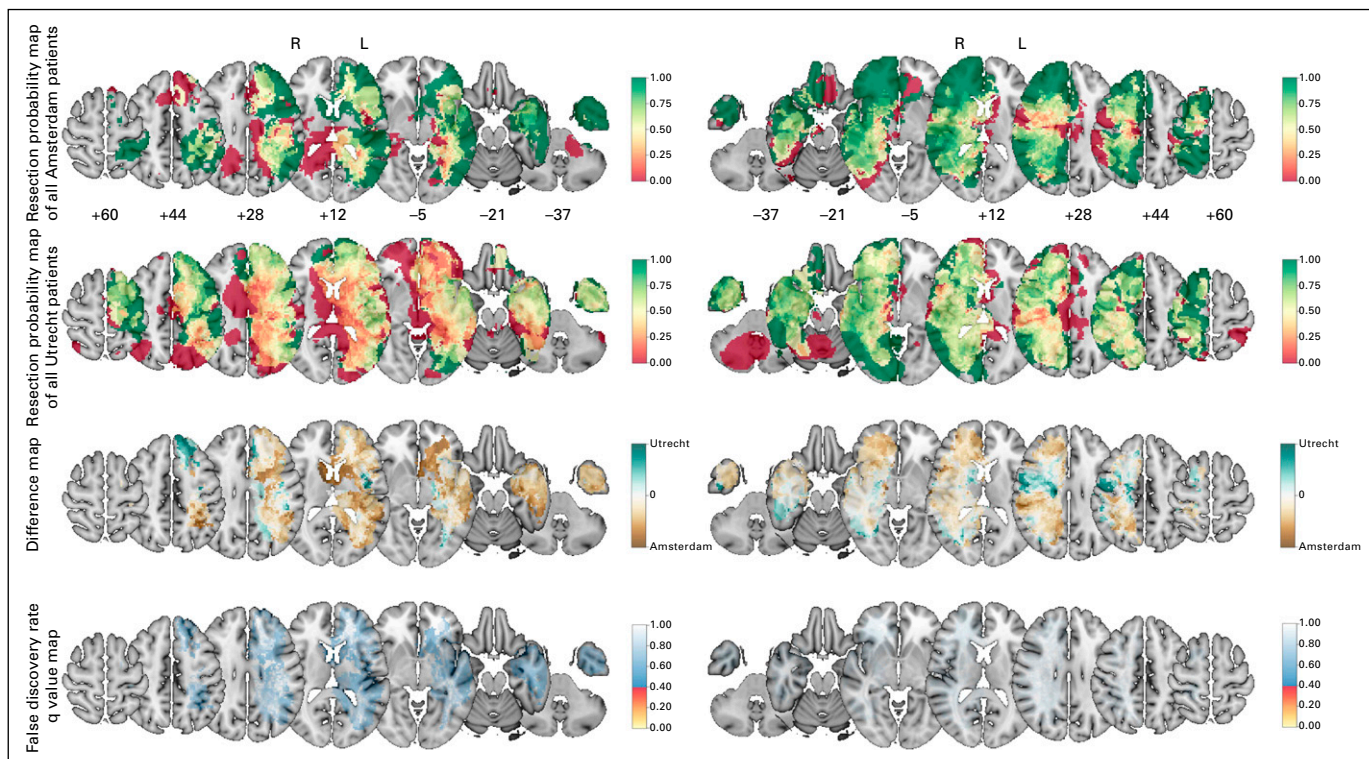 Resection probability map
of all Amsterdam patients
R L
1.00
0.75
0.50
0.25
0.00
R L
1.00
0.75
0.50
0.25
0.00
+60 +44 +28 +12 –5 –21 –37
–37 –21 –5 +12 +28 +44 +60
Resection probability map
of all Utrecht patients
1.00
0.75
0.50
0.25
0.00
1.00
0.75
0.50
0.25
0.00
Difference map
Utrecht
0
Amsterdam
Utrecht
0
Amsterdam
False discovery rate
q value map
1.00
0.80
0.60
0.40
0.20
0.00
1.00
0.80
0.60
0.40
0.20
0.00